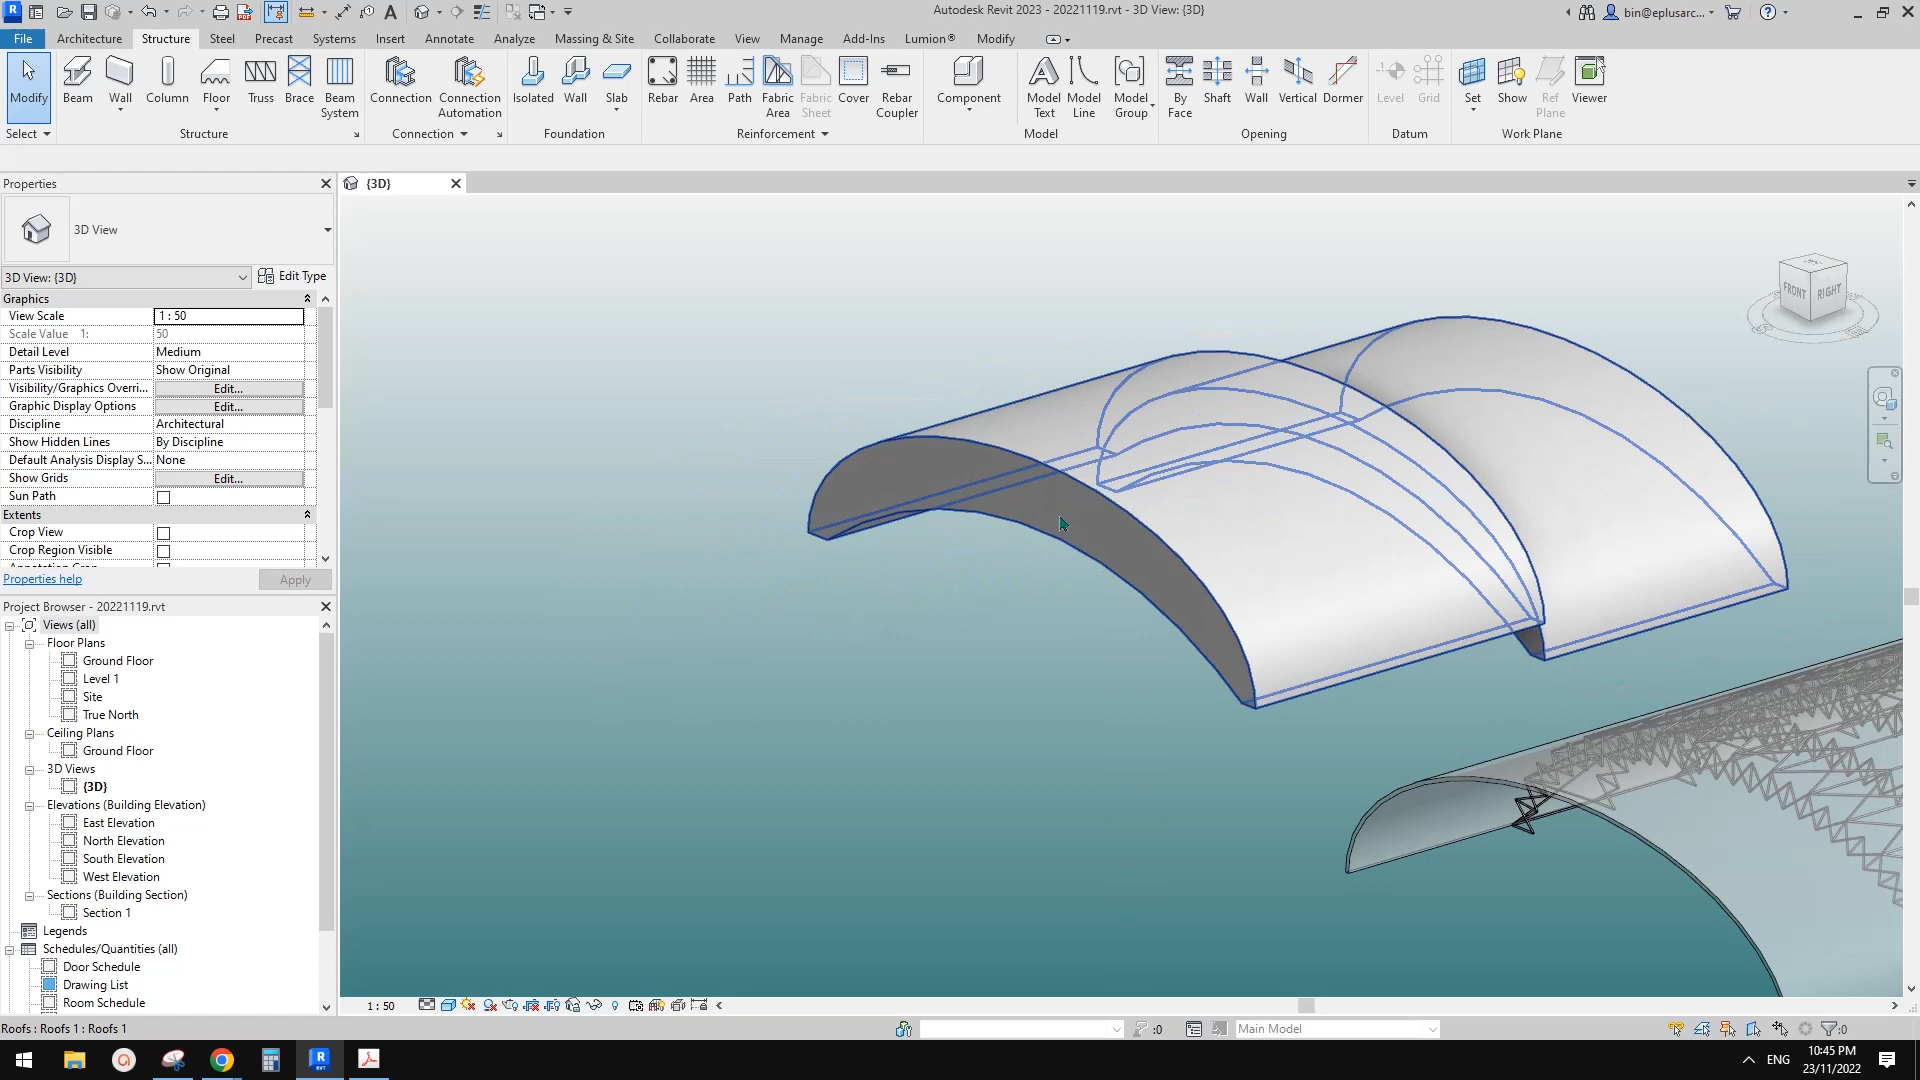 Autodesk Revit 2023 - 20221119.rvt - 3D View: {3D}
bin@eplusarc...
File Architecture Structure Steel Precast Systems Insert Annotate Analyze Massing & Site Collaborate View Manage Add-Ins Lumion® Modify
Modify
Beam
Wall
Column
Floor
Truss
Brace
Beam System
Connection
Connection Automation
Isolated
Wall
Slab
Rebar
Area
Path
Fabric Area
Fabric Sheet
Cover
Rebar Coupler
Component
Model Text
Model Line
Model Group
By Face
Shaft
Wall
Vertical
Dormer
Level
Grid
Set
Show
Ref Plane
Viewer
Select Structure Connection Foundation Reinforcement Model Opening Datum Work Plane
Properties
{3D}
3D View
3D View: {3D} Edit Type
Graphics
View Scale 1 : 50
Scale Value 1: 50
Detail Level Medium
Parts Visibility Show Original
Visibility/Graphics Overri... Edit...
Graphic Display Options Edit...
Discipline Architectural
Show Hidden Lines By Discipline
Default Analysis Display S... None
Show Grids Edit...
Sun Path
Extents
Crop View
Crop Region Visible
Properties help Apply
FRONT RIGHT
Project Browser - 20221119.rvt
Views (all)
Floor Plans
Ground Floor
Level 1
Site
True North
Ceiling Plans
Ground Floor
3D Views
{3D}
Elevations (Building Elevation)
East Elevation
North Elevation
South Elevation
West Elevation
Sections (Building Section)
Section 1
Legends
Schedules/Quantities (all)
Door Schedule
Drawing List
Room Schedule
1 : 50
Roofs : Roofs 1 : Roofs 1
:0
Main Model
:0
ENG
10:45 PM
23/11/2022